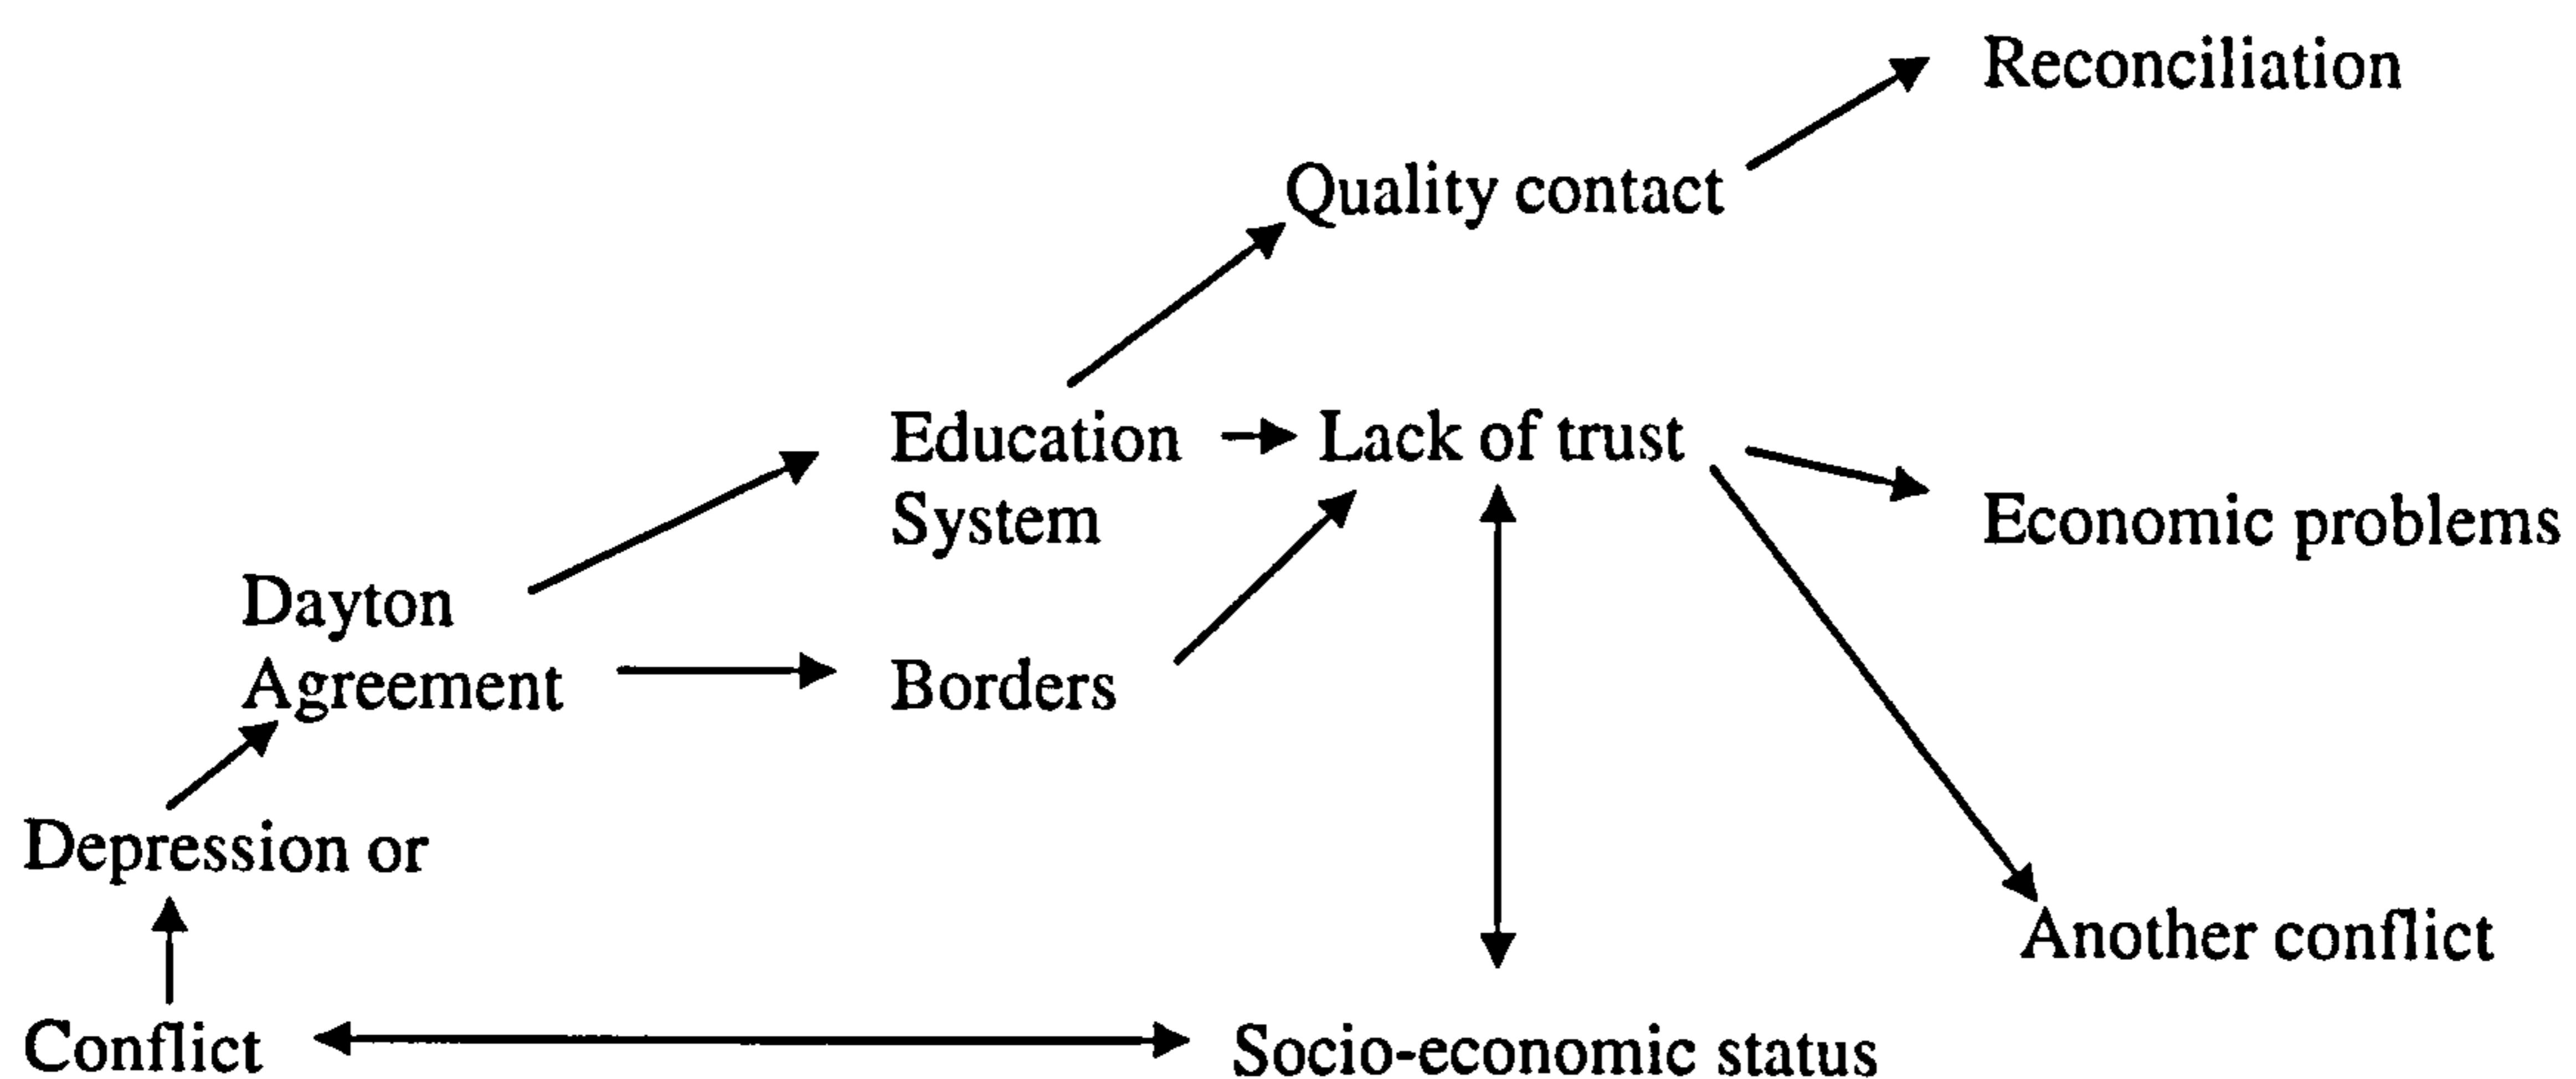 Reconciliation
Quality contact
Education
System
Lack of trust
Economic problems
Dayton
Agreement
Borders
Depression or
Another conflict
Conflict
Socio-economic status